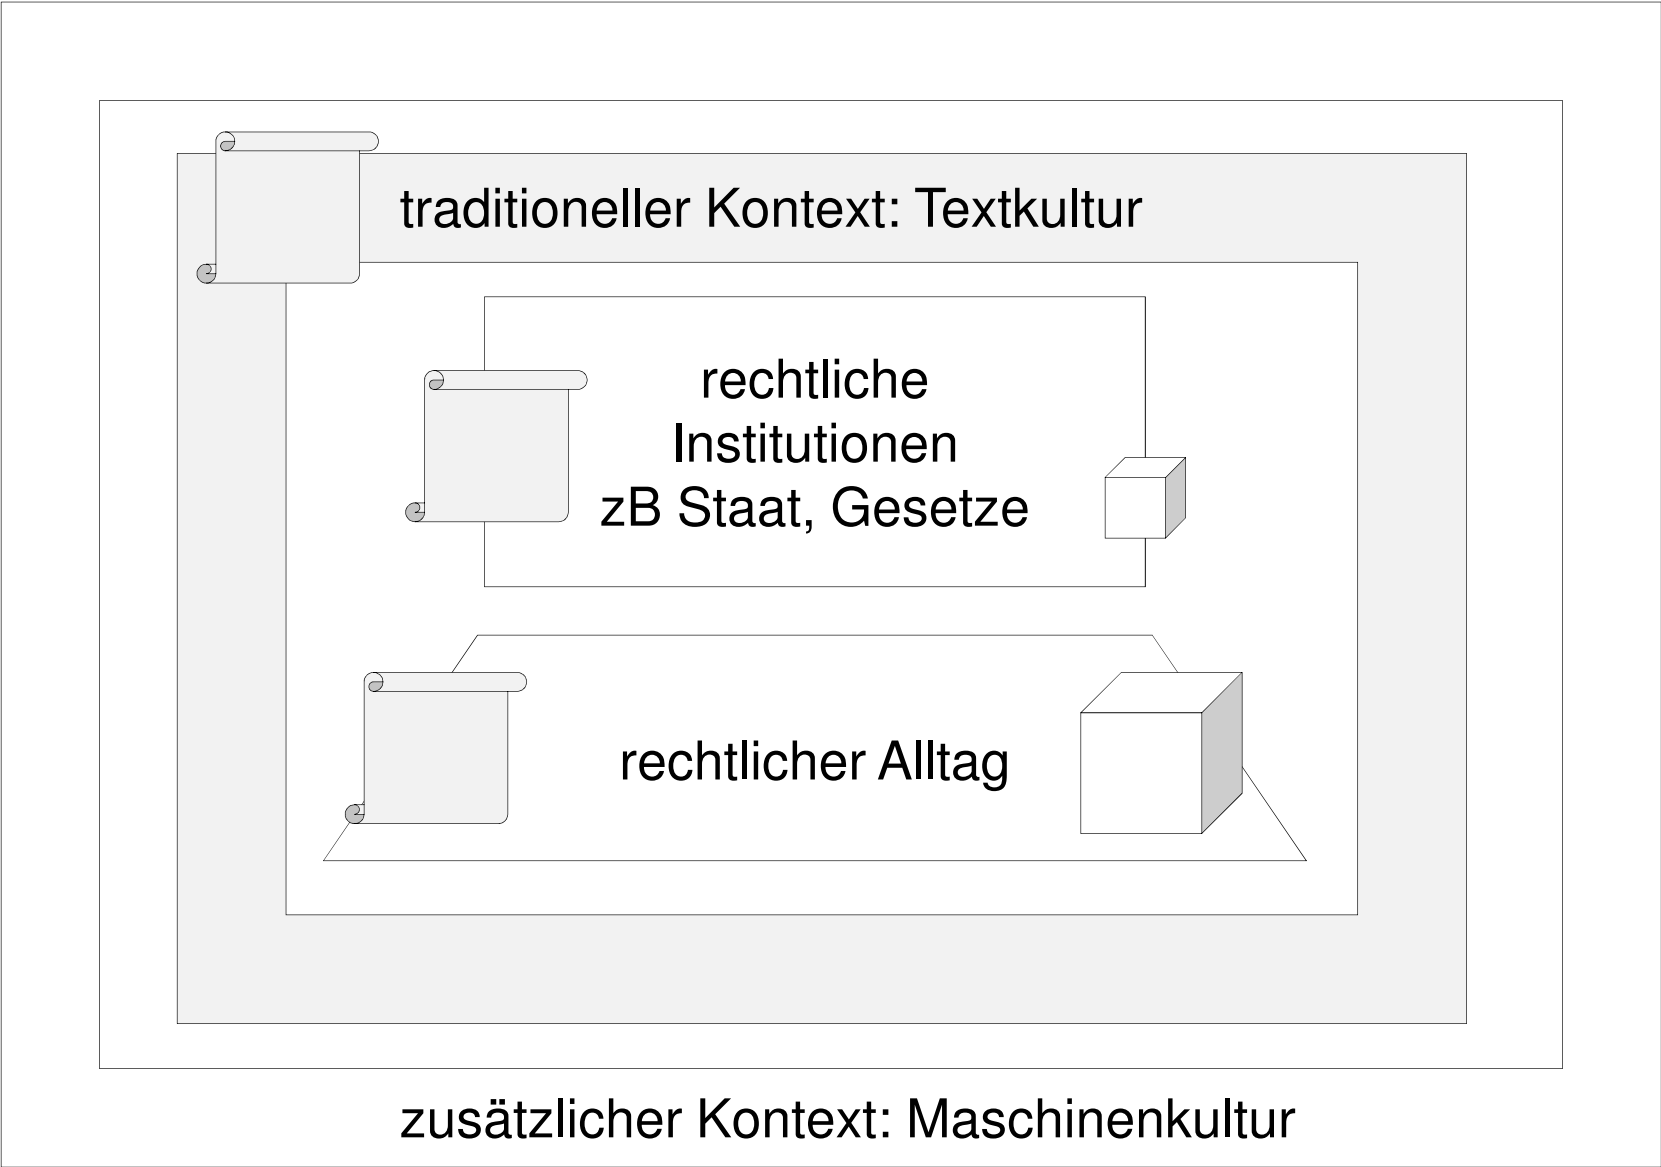 traditioneller Kontext: Textkultur
rechtliche
Institutionen
zB Staat, Gesetze
rechtlicher Alltag
zusätzlicher Kontext: Maschinenkultur